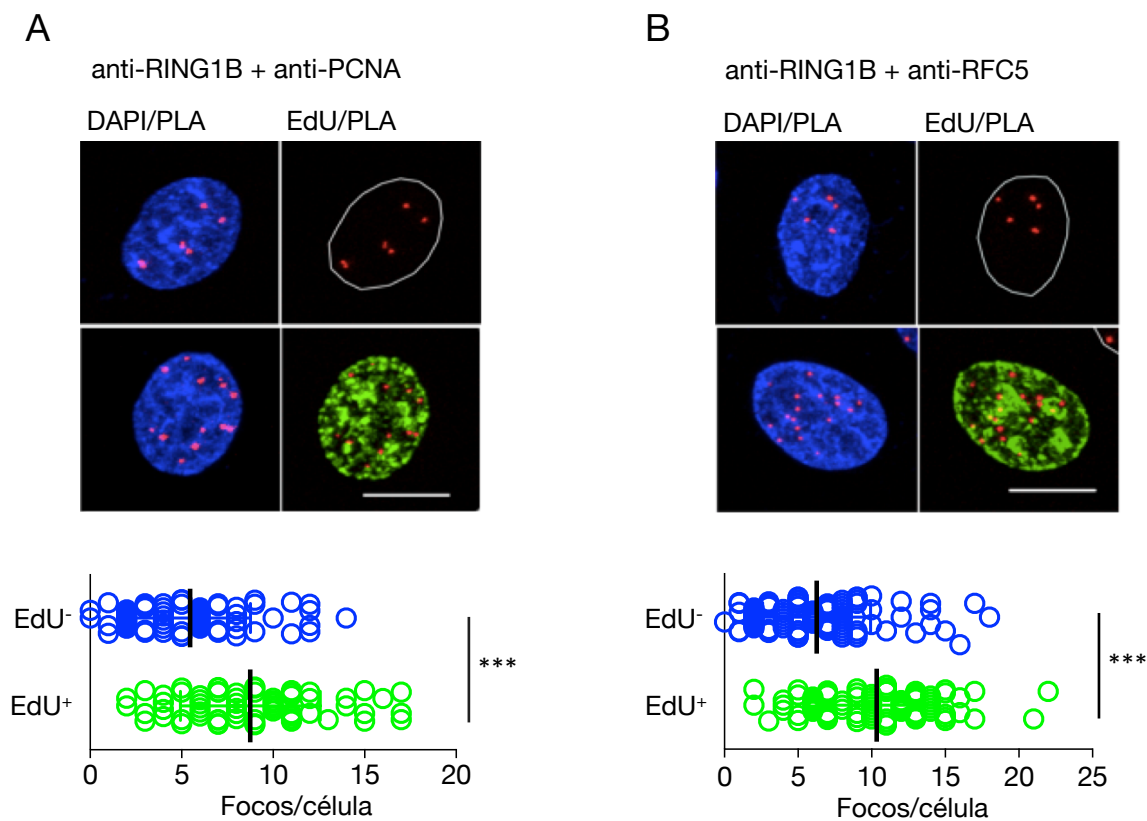 A
anti-RING1B + anti-PCNA
DAPI/PLA EdU/PLA
EdU-
EdU+
***
0 5 10 15 20
Focos/célula
B
anti-RING1B + anti-RFC5
DAPI/PLA EdU/PLA
EdU-
EdU+
***
0 5 10 15 20 25
Focos/célula